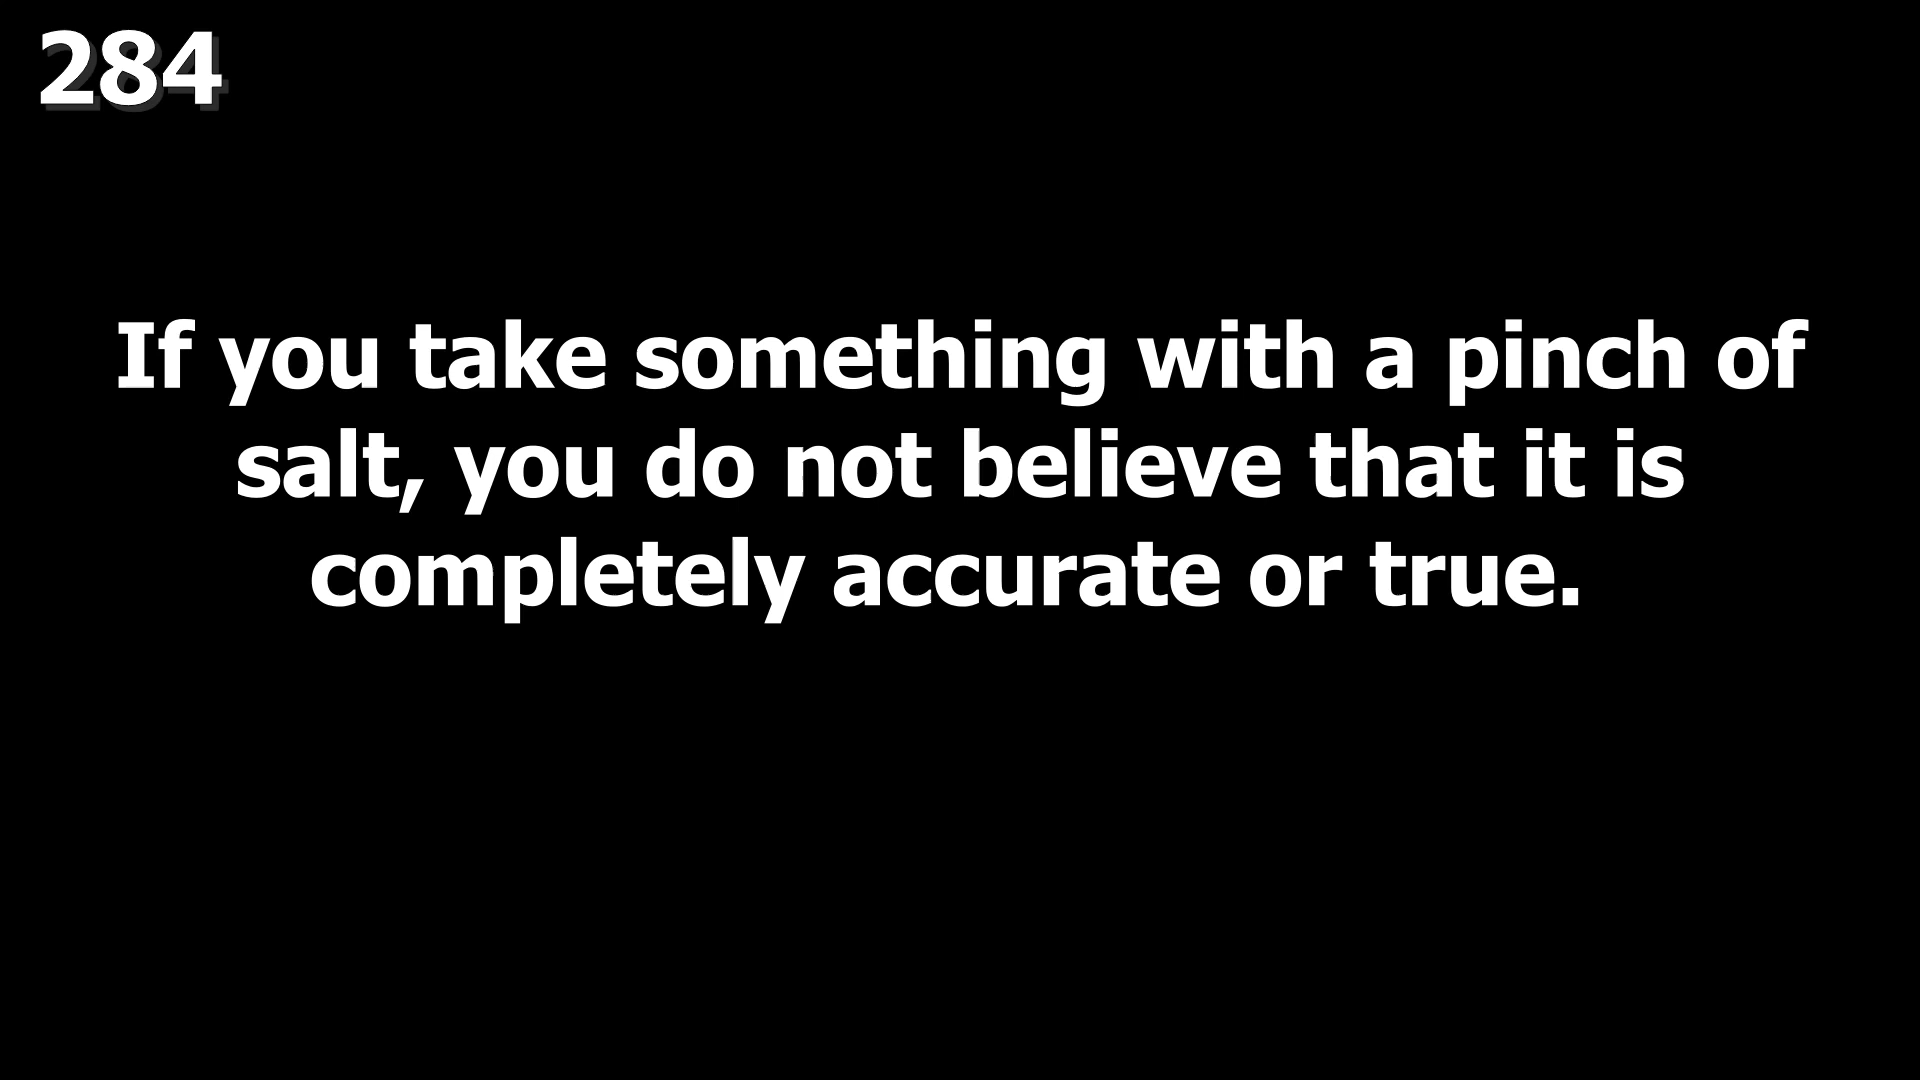 284
If you take something with a pinch of
salt, you do not believe that it is
completely accurate or true.